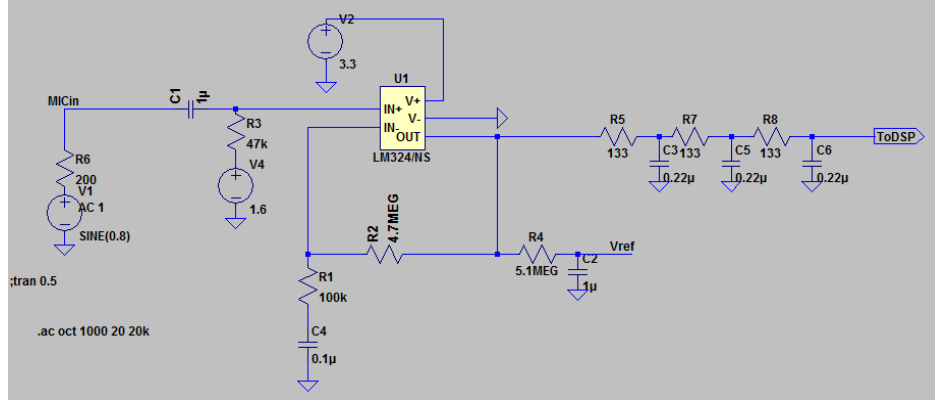 V2
3.3
U1
MICin
C1
1µ
IN+
V+
IN-
V-
OUT
LM324/NS
R3
47k
V4
1.6
R6
200
V1
AC 1
SINE(0.8)
R5
133
C3
0.22µ
R7
133
C5
0.22µ
R8
133
C6
0.22µ
ToDSP
R2
4.7MEG
R4
5.1MEG
Vref
C2
1µ
R1
100k
C4
0.1µ
;tran 0.5
.ac oct 1000 20 20k